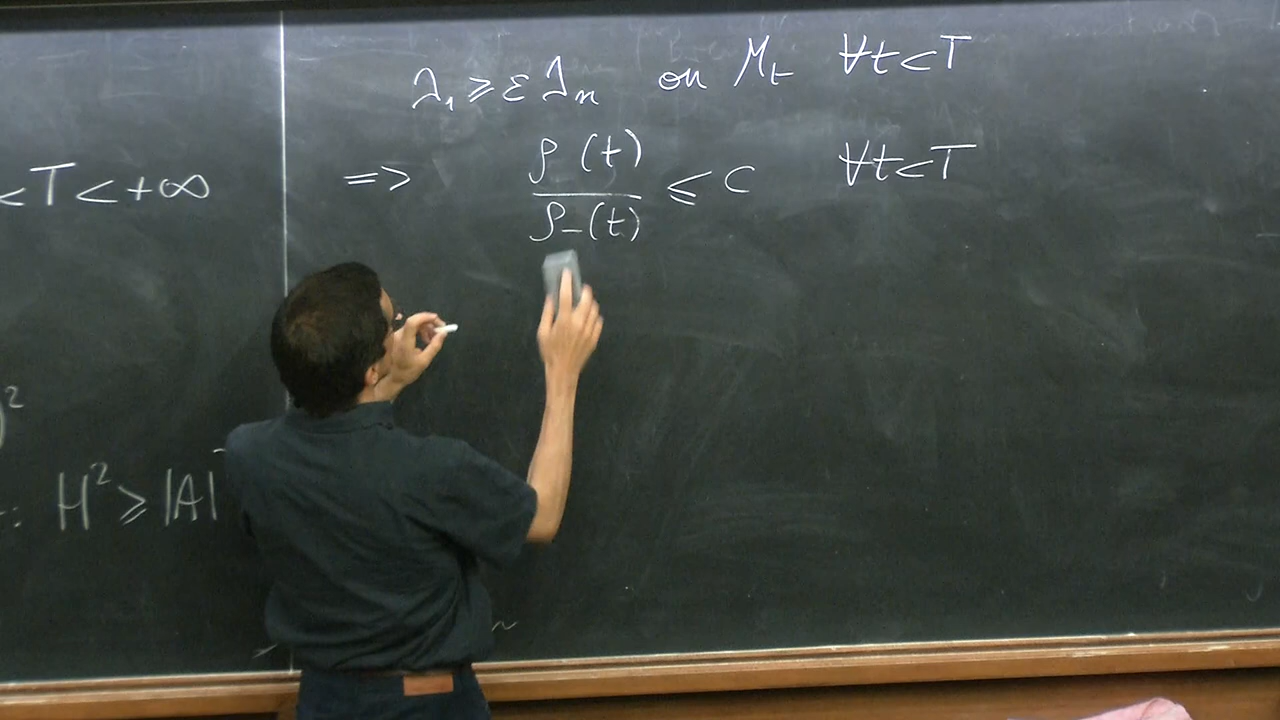 < T < +∞
)²
: H² ≥ |A|
λ₁ ≥ ε λₙ on Mₜ ∀t < T
=> ρ (t) / ρ₋(t) ≤ C ∀t < T